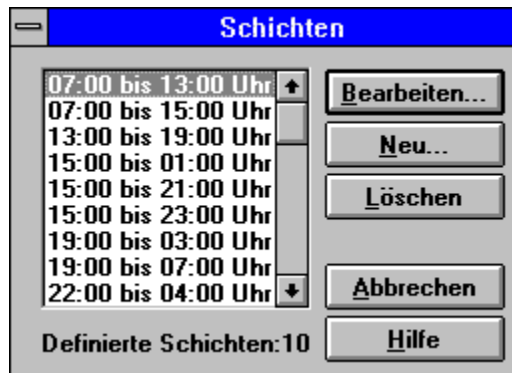 Schichten
07:00 bis 13:00 Uhr
07:00 bis 15:00 Uhr
13:00 bis 19:00 Uhr
15:00 bis 01:00 Uhr
15:00 bis 21:00 Uhr
15:00 bis 23:00 Uhr
19:00 bis 03:00 Uhr
19:00 bis 07:00 Uhr
22:00 bis 04:00 Uhr
Definierte Schichten:10
Bearbeiten...
Neu...
Löschen
Abbrechen
Hilfe